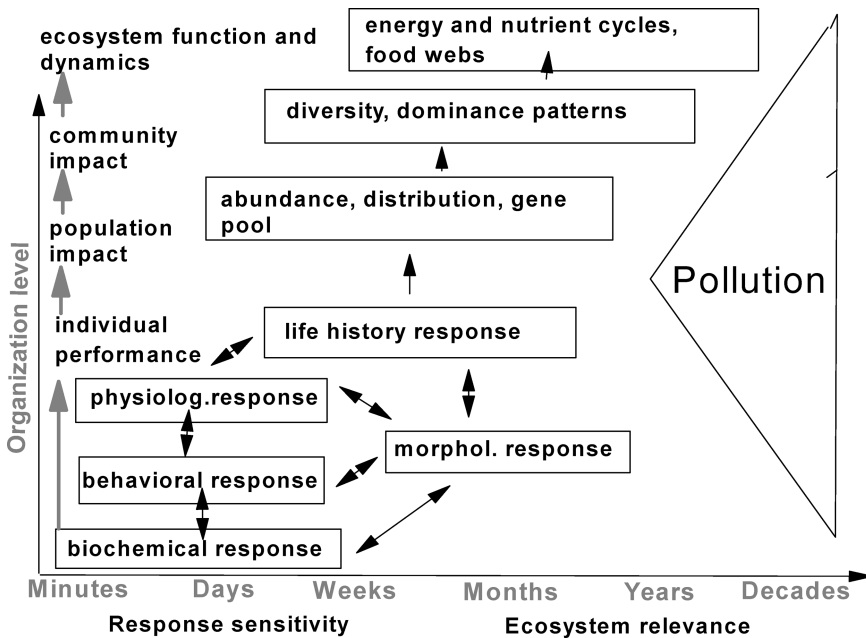 energy and nutrient cycles,
food webs
ecosystem function and
dynamics
diversity, dominance patterns
community
impact
abundance, distribution, gene
pool
population
impact
Pollution
Organization level
individual
performance
life history response
physiolog.response
morphol. response
behavioral response
biochemical response
Minutes Days Weeks Months Years Decades
Response sensitivity Ecosystem relevance